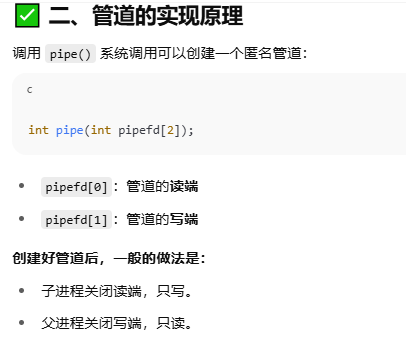 ✅ 二、管道的实现原理
调用 pipe() 系统调用可以创建一个匿名管道：
c
int pipe(int pipefd[2]);
• pipefd[0]：管道的读端
• pipefd[1]：管道的写端
创建好管道后，一般的做法是：
• 子进程关闭读端，只写。
• 父进程关闭写端，只读。